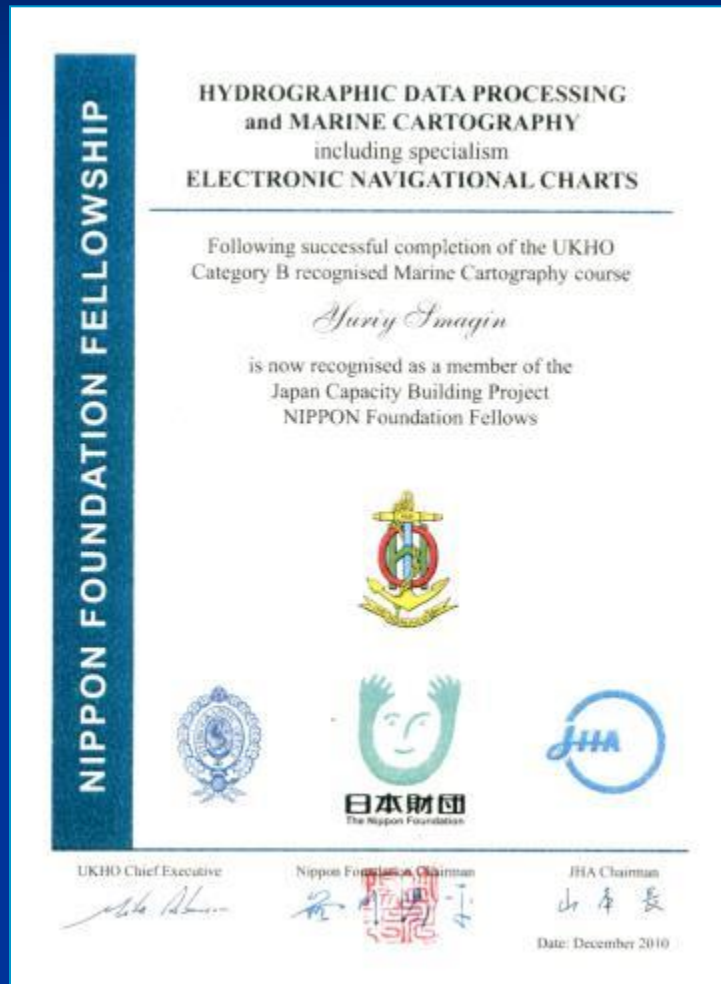 NIPPON FOUNDATION FELLOWSHIP
HYDROGRAPHIC DATA PROCESSING
and MARINE CARTOGRAPHY
including specialism
ELECTRONIC NAVIGATIONAL CHARTS
Following successful completion of the UKHO
Category B recognised Marine Cartography course
Yuriy Smagin
is now recognised as a member of the
Japan Capacity Building Project
NIPPON Foundation Fellows
JHA
日本財団
The Nippon Foundation
UKHO Chief Executive
Nippon Foundation Chairman
JHA Chairman
山本長
Date: December 2010